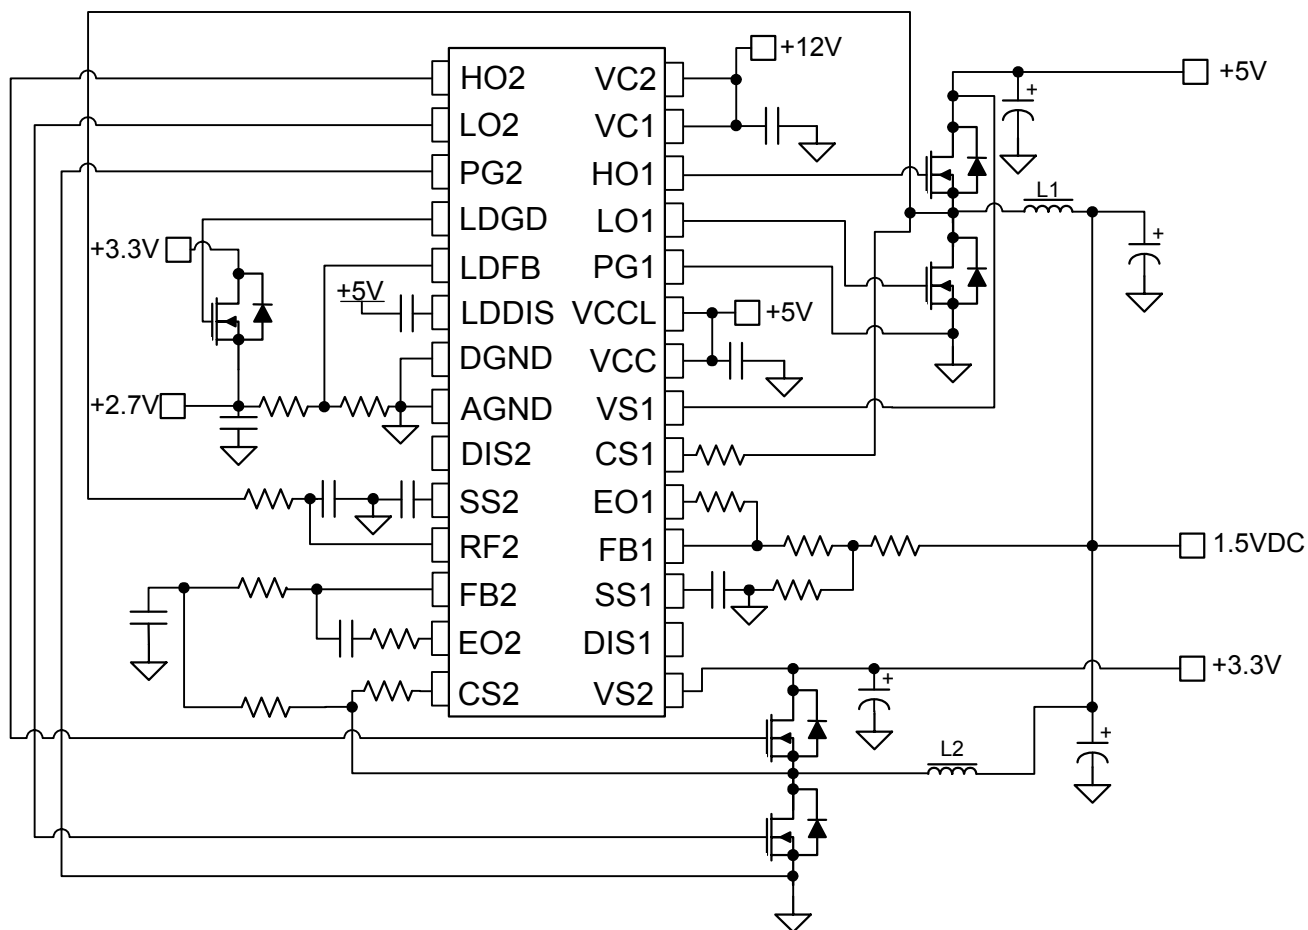 +12V
+5V
HO2 VC2
LO2 VC1
PG2 HO1
L1
LDGD LO1
+3.3V
LDFB PG1
+5V
LDDIS VCCL
+5V
DGND VCC
+2.7V
AGND VS1
DIS2 CS1
SS2 EO1
RF2 FB1
1.5VDC
FB2 SS1
EO2 DIS1
+3.3V
CS2 VS2
L2
+
+
+
+